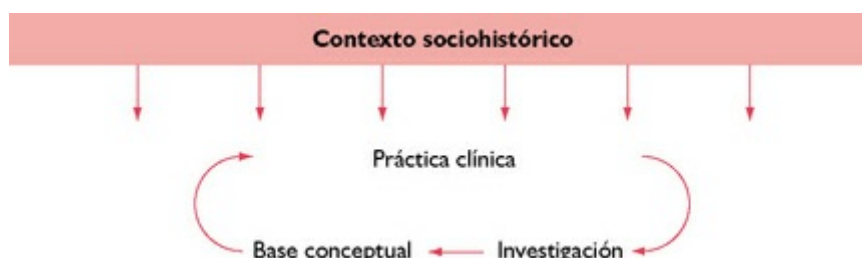 Contexto sociohistórico
Práctica clínica
Base conceptual Investigación